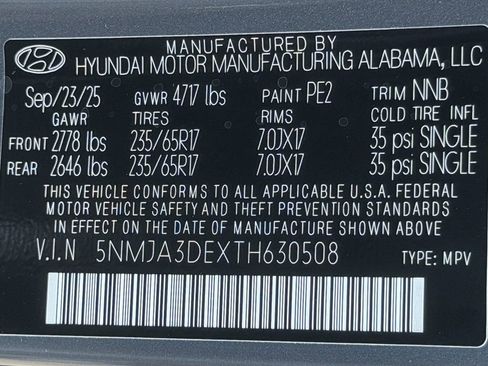 MANUFACTURED BY
HYUNDAI MOTOR MANUFACTURING ALABAMA, LLC
Sep/23/25 GVWR 4717 lbs PAINT PE2 TRIM NNB
GAWR TIRES RIMS COLD TIRE INFL
FRONT 2778 lbs 235/65R17 7.0JX17 35 psi SINGLE
REAR 2646 lbs 235/65R17 7.0JX17 35 psi SINGLE
THIS VEHICLE CONFORMS TO ALL APPLICABLE U.S.A. FEDERAL
MOTOR VEHICLE SAFETY AND THEFT PREVENTION STANDARDS IN
EFFECT ON THE DATE OF MANUFACTURE SHOWN ABOVE
V.I.N 5NMJA3DEXTH630508 TYPE: MPV